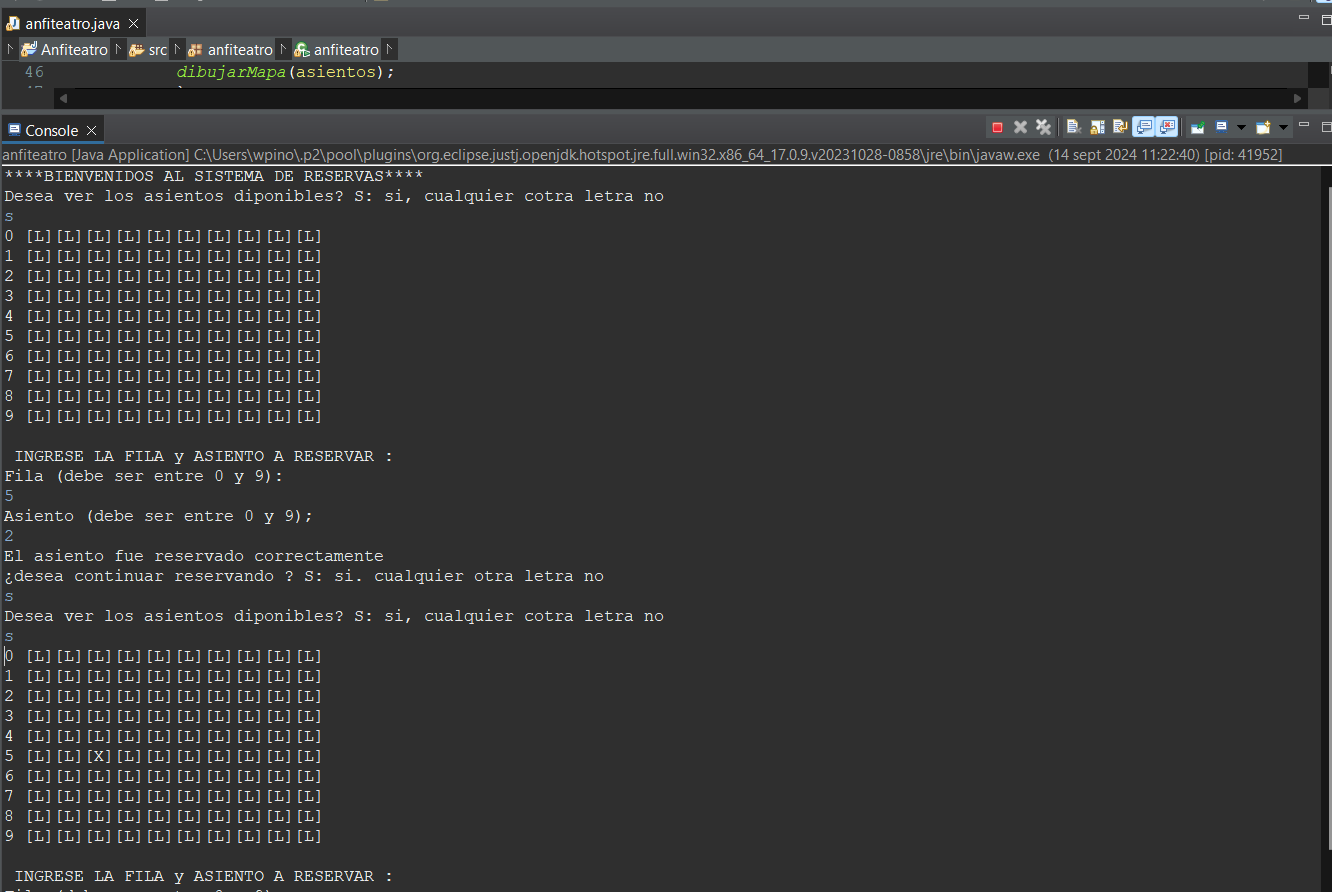 anfiteatro.java
Anfiteatro src anfiteatro anfiteatro
46 dibujarMapa(asientos);
Console
anfiteatro [Java Application] C:\Users\wpino\.p2\pool\plugins\org.eclipse.justj.openjdk.hotspot.jre.full.win32.x86_64_17.0.9.v20231028-0858\jre\bin\javaw.exe (14 sept 2024 11:22:40) [pid: 41952]
****BIENVENIDOS AL SISTEMA DE RESERVAS****
Desea ver los asientos diponibles? S: si, cualquier cotra letra no
s
0 [L][L][L][L][L][L][L][L][L][L]
1 [L][L][L][L][L][L][L][L][L][L]
2 [L][L][L][L][L][L][L][L][L][L]
3 [L][L][L][L][L][L][L][L][L][L]
4 [L][L][L][L][L][L][L][L][L][L]
5 [L][L][L][L][L][L][L][L][L][L]
6 [L][L][L][L][L][L][L][L][L][L]
7 [L][L][L][L][L][L][L][L][L][L]
8 [L][L][L][L][L][L][L][L][L][L]
9 [L][L][L][L][L][L][L][L][L][L]
INGRESE LA FILA y ASIENTO A RESERVAR :
Fila (debe ser entre 0 y 9):
5
Asiento (debe ser entre 0 y 9);
2
El asiento fue reservado correctamente
¿desea continuar reservando ? S: si. cualquier otra letra no
s
Desea ver los asientos diponibles? S: si, cualquier cotra letra no
s
0 [L][L][L][L][L][L][L][L][L][L]
1 [L][L][L][L][L][L][L][L][L][L]
2 [L][L][L][L][L][L][L][L][L][L]
3 [L][L][L][L][L][L][L][L][L][L]
4 [L][L][L][L][L][L][L][L][L][L]
5 [L][L][X][L][L][L][L][L][L][L]
6 [L][L][L][L][L][L][L][L][L][L]
7 [L][L][L][L][L][L][L][L][L][L]
8 [L][L][L][L][L][L][L][L][L][L]
9 [L][L][L][L][L][L][L][L][L][L]
INGRESE LA FILA y ASIENTO A RESERVAR :